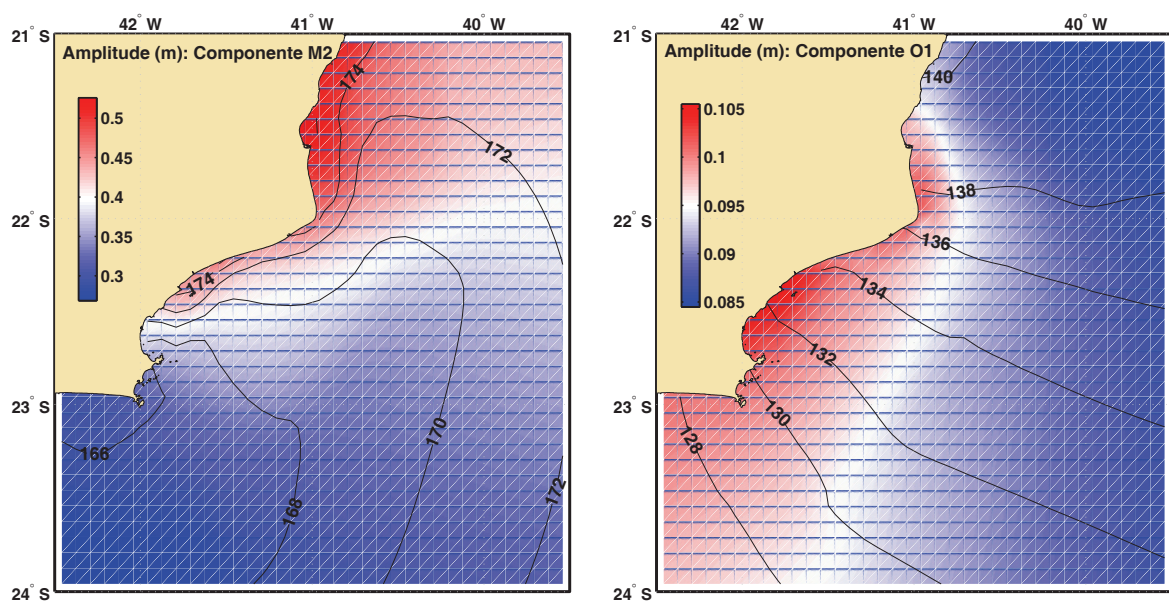 42° W 41° W 40° W
21° S
Amplitude (m): Componente M2
0.5
0.45
0.4
0.35
0.3
174
172
22° S
174
23° S
166
170
168
172
24° S
42° W 41° W 40° W
21° S
Amplitude (m): Componente O1
140
0.105
0.1
0.095
0.09
0.085
138
22° S
136
134
132
23° S
130
128
24° S